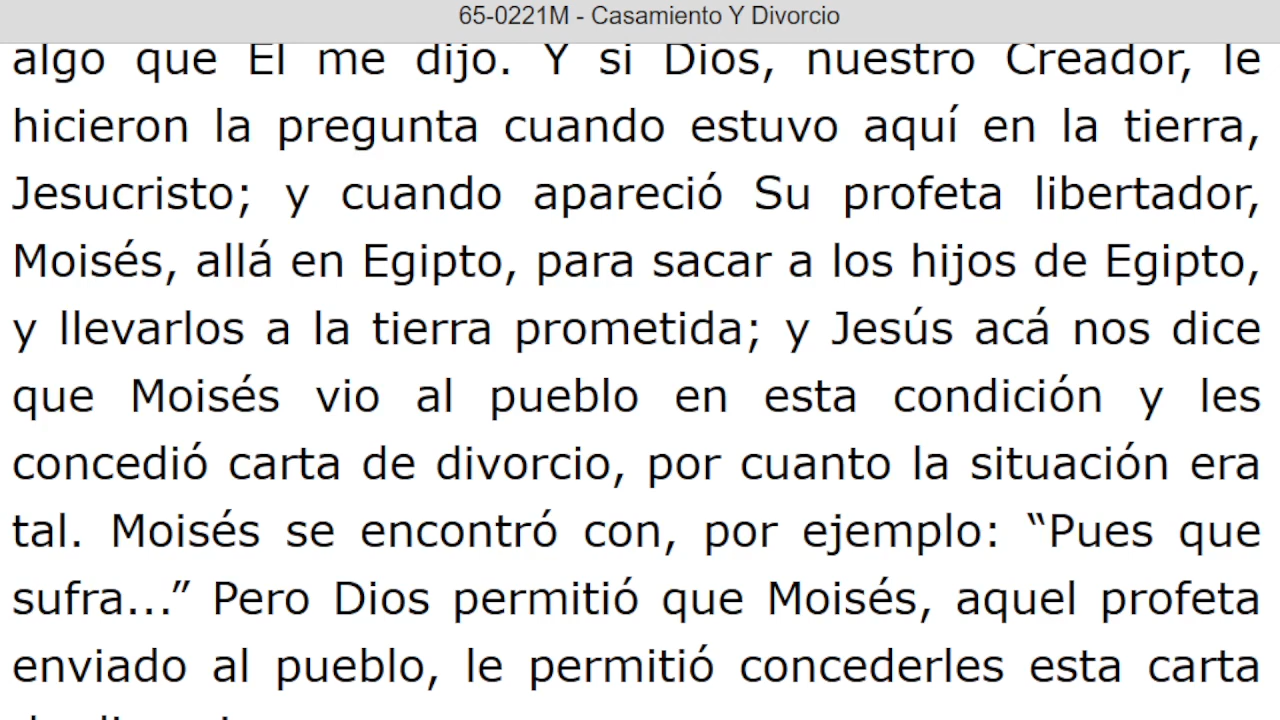 65-0221M - Casamiento Y Divorcio
algo que Él me dijo. Y si Dios, nuestro Creador, le
hicieron la pregunta cuando estuvo aquí en la tierra,
Jesucristo; y cuando apareció Su profeta libertador,
Moisés, allá en Egipto, para sacar a los hijos de Egipto,
y llevarlos a la tierra prometida; y Jesús acá nos dice
que Moisés vio al pueblo en esta condición y les
concedió carta de divorcio, por cuanto la situación era
tal. Moisés se encontró con, por ejemplo: “Pues que
sufra...” Pero Dios permitió que Moisés, aquel profeta
enviado al pueblo, le permitió concederles esta carta